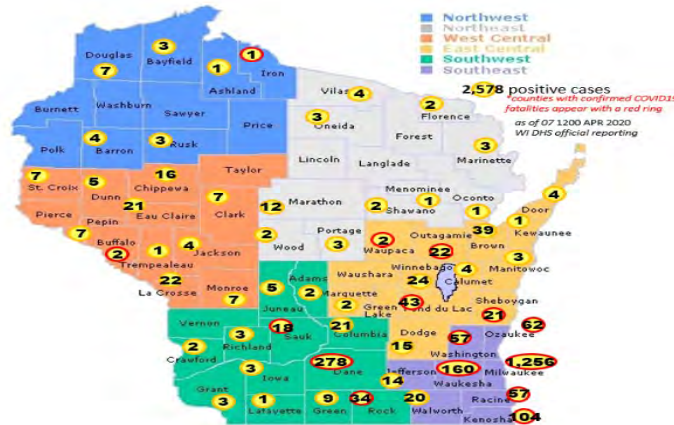 Northwest
Northeast
West Central
East Central
Southwest
Southeast
2,578 positive cases
*counties with confirmed COVID19
fatalities appear with a red ring
as of 07 1200 APR 2020
WI DHS official reporting
Douglas
7
3
Bayfield
1
Ashland
1
Iron
Burnett
Washburn
Sawyer
Price
Polk
4
Barron
3
Rusk
Vilas
4
3
Oneida
2
Florence
Forest
3
Marinette
Lincoln
Langlade
Taylor
7
St. Croix
5
Dunn
16
Chippewa
21
Eau Claire
7
Clark
12
Marathon
Menominee
2
Shawano
1
1
Oconto
4
Door
Pierce
Pepin
7
Buffalo
2
Trempealeau
1
4
Jackson
2
Wood
Portage
3
2
Waupaca
Outagamie
22
39
Brown
1
Kewaunee
22
La Crosse
Monroe
7
5
Juneau
Adams
2
Waushara
Winnebago
24
4
Calumet
3
Manitowoc
Marquette
2
Green
Lake
43
Fond du Lac
Sheboygan
21
Vernon
2
Crawford
3
Richland
18
Sauk
21
Columbia
Dodge
15
57
Washington
Ozaukee
62
3
Iowa
278
Dane
Jefferson
14
160
Waukesha
1,256
Milwaukee
Grant
3
1
Lafayette
9
Green
34
Rock
20
Walworth
57
Racine
Kenosha
104